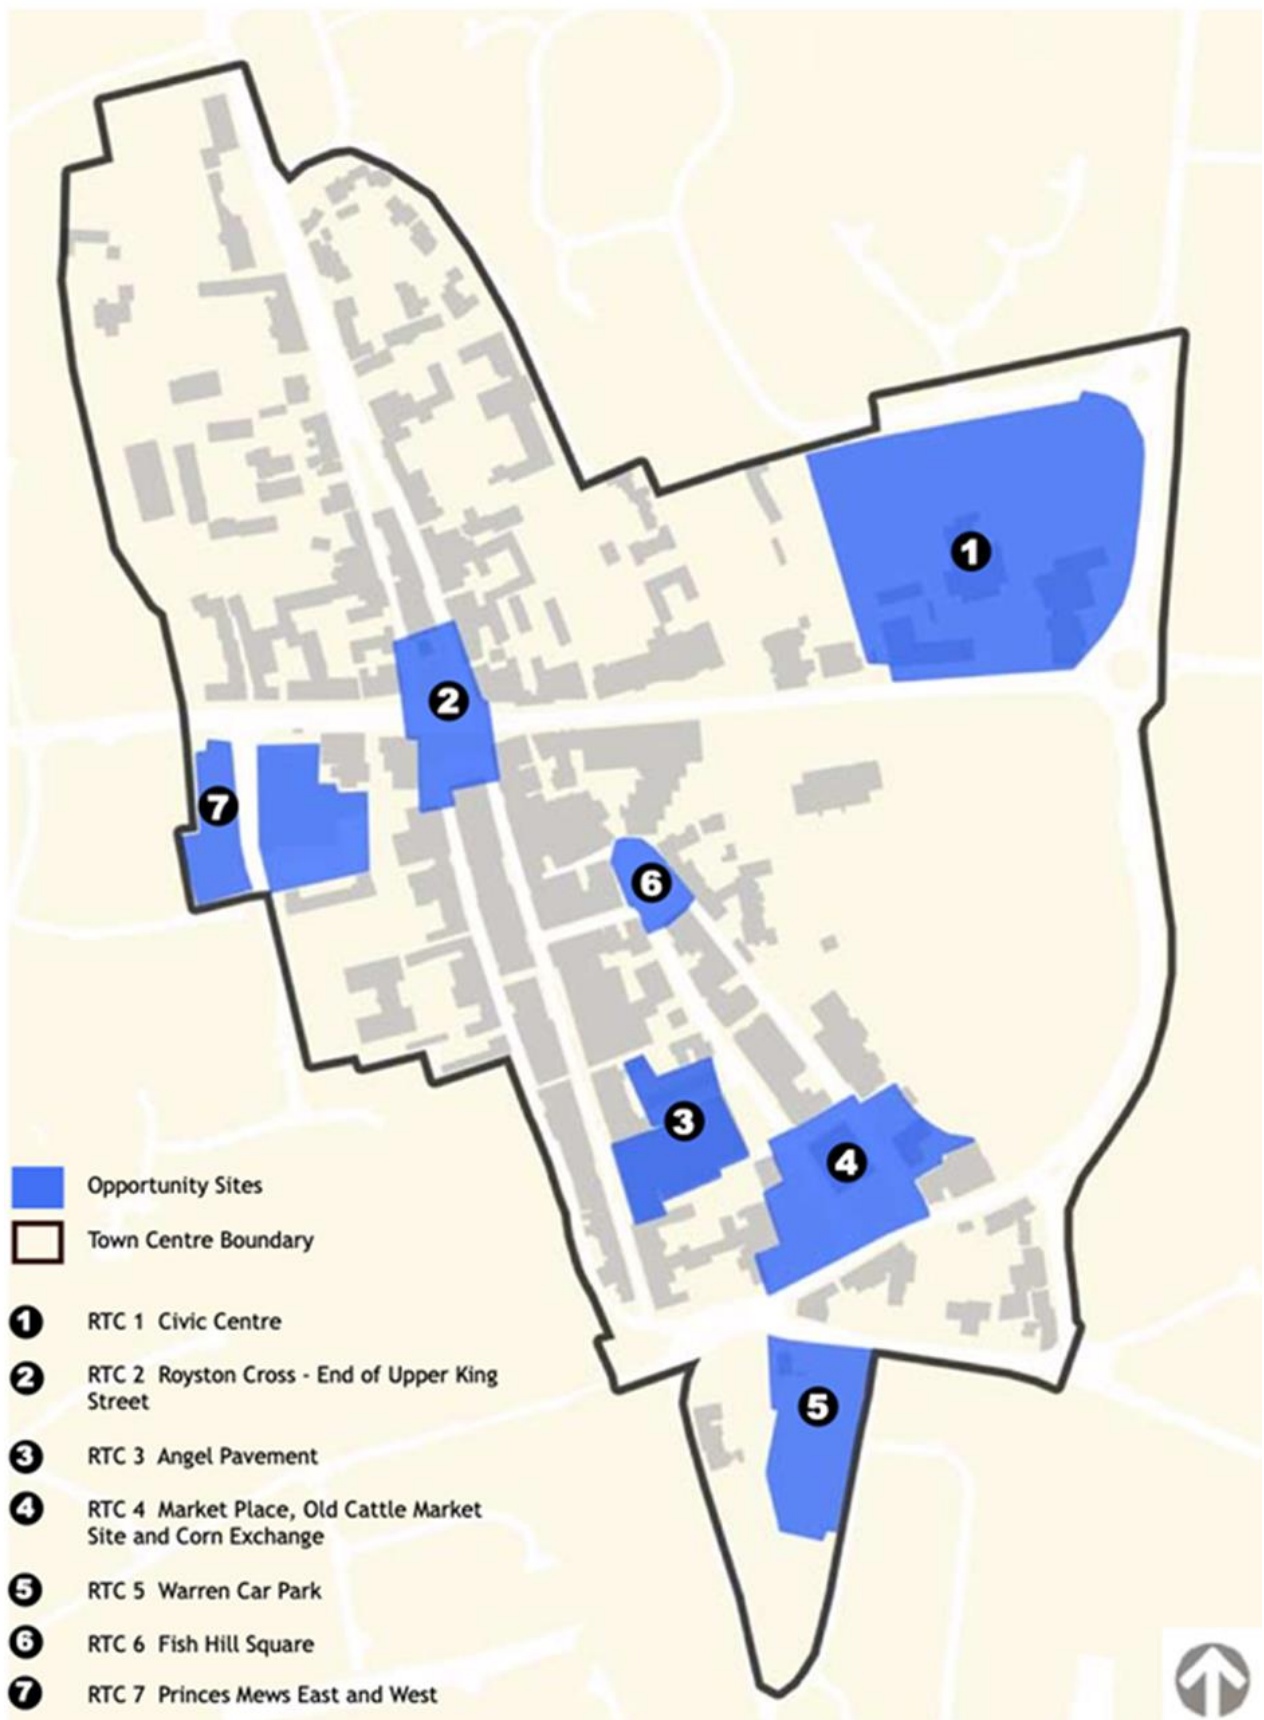 1
2
7
6
3
4
5
Opportunity Sites
Town Centre Boundary
1 RTC 1 Civic Centre
2 RTC 2 Royston Cross - End of Upper King
Street
3 RTC 3 Angel Pavement
4 RTC 4 Market Place, Old Cattle Market
Site and Corn Exchange
5 RTC 5 Warren Car Park
6 RTC 6 Fish Hill Square
7 RTC 7 Princes Mews East and West